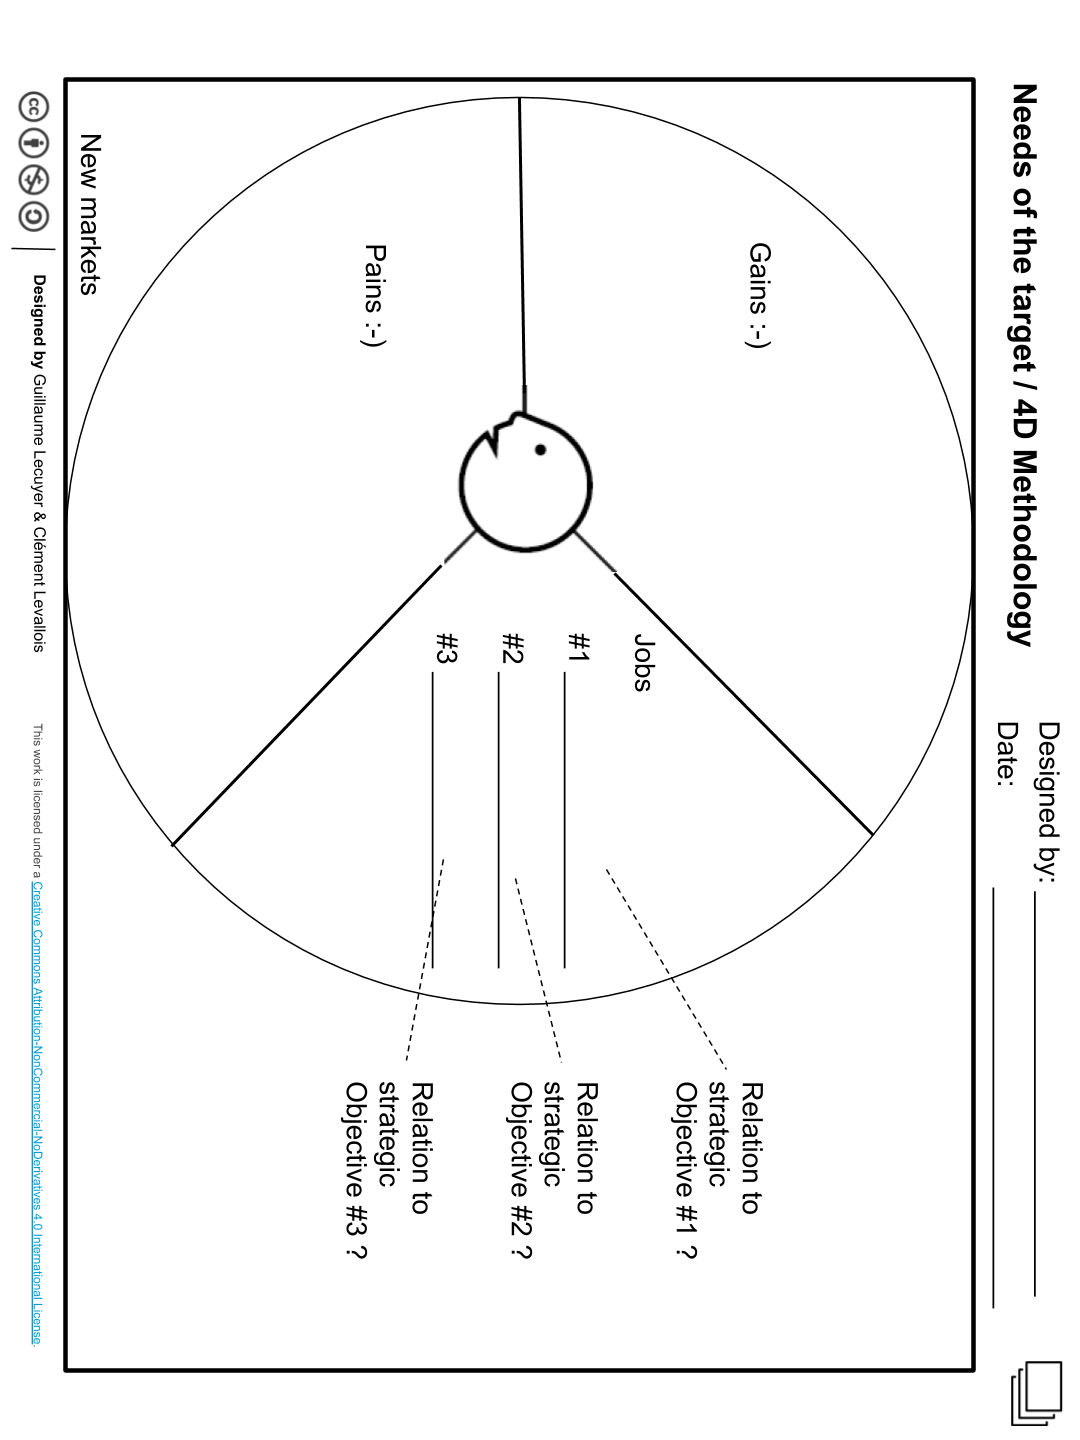 Needs of the target / 4D Methodology
Designed by:
Date:
Gains :-)
Pains :-)
Jobs
#1
#2
#3
Relation to
strategic
Objective #1 ?
Relation to
strategic
Objective #2 ?
Relation to
strategic
Objective #3 ?
New markets
cc
Designed by Guillaume Lecuyer & Clément Levallois
This work is licensed under a Creative Commons Attribution-NonCommercial-NoDerivatives 4.0 International License.